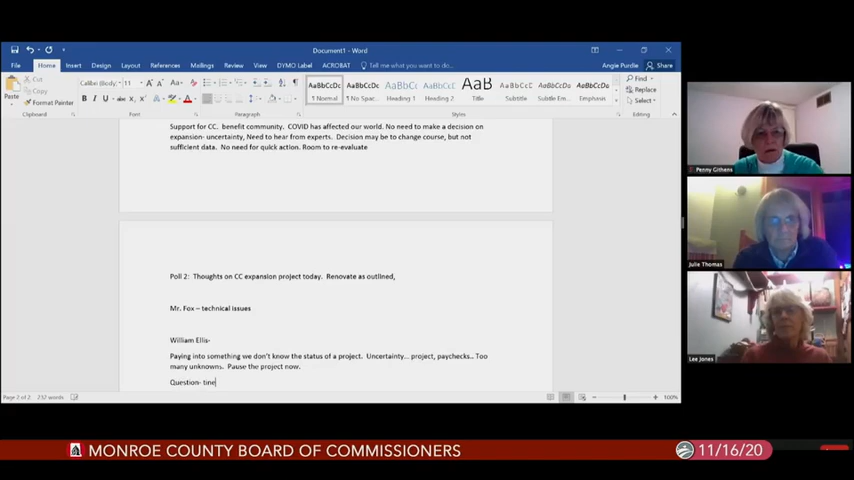 Document1 - Word
Angie Purdie
Share
File
Home
Insert
Design
Layout
References
Mailings
Review
View
DYMO Label
ACROBAT
Tell me what you want to do...
Cut
Copy
Format Painter
Paste
Clipboard
Calibri (Body)
11
Font
Paragraph
AaBbCcDc AaBbCcDc AaBbCc AaBbCcD AaB AaBbCcD AaBbCcDc AaBbCcDc
¶ Normal
¶ No Spac...
Heading 1
Heading 2
Title
Subtitle
Subtle Em...
Emphasis
Styles
Find
Replace
Select
Editing
Support for CC. benefit community. COVID has affected our world. No need to make a decision on
expansion- uncertainty, Need to hear from experts. Decision may be to change course, but not
sufficient data. No need for quick action. Room to re-evaluate
Poll 2: Thoughts on CC expansion project today. Renovate as outlined,
Mr. Fox – technical issues
William Ellis-
Paying into something we don't know the status of a project. Uncertainty... project, paychecks.. Too
many unknowns. Pause the project now.
Question- tine
Page 2 of 2
232 words
100%
Penny Githens
Julie Thomas
Lee Jones
MONROE COUNTY BOARD OF COMMISSIONERS
11/16/20